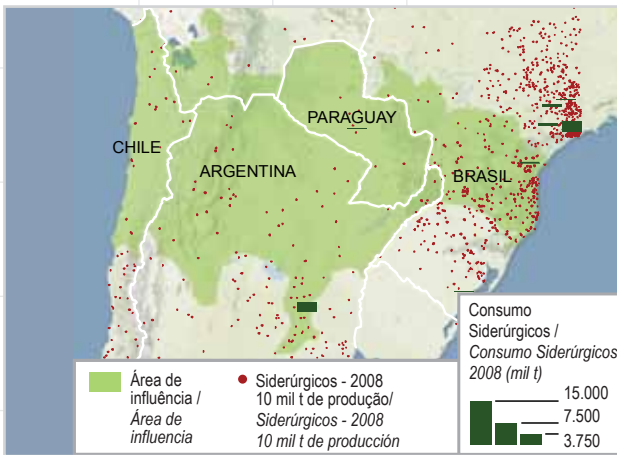 PARAGUAY
CHILE
ARGENTINA
BRASIL
Área de
influência /
Área de
influencia
Siderúrgicos - 2008
10 mil t de produção/
Siderúrgicos - 2008
10 mil t de producción
Consumo
Siderúrgicos /
Consumo Siderúrgicos
2008 (mil t)
15.000
7.500
3.750